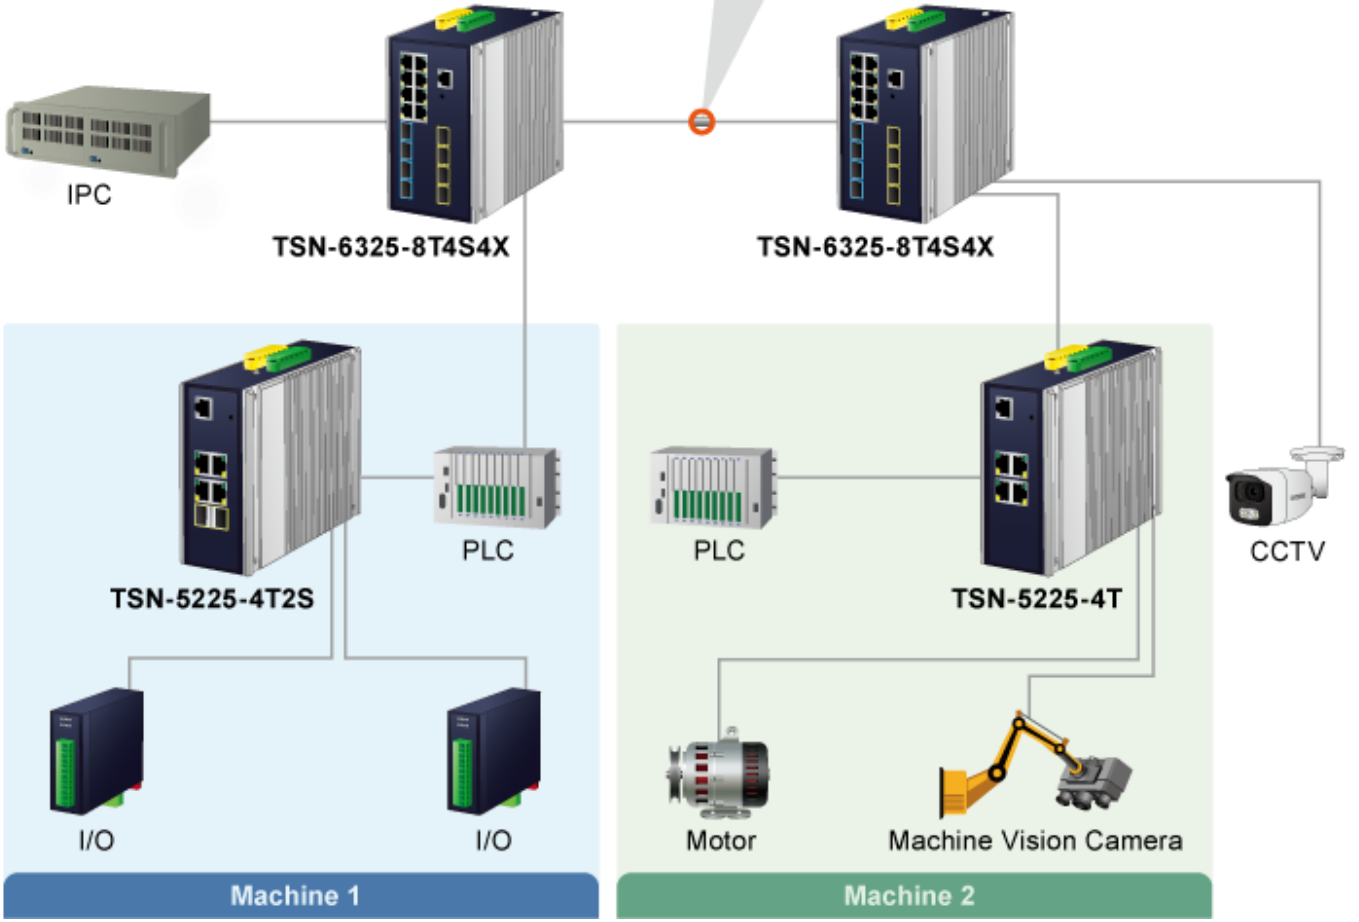 IPC
TSN-6325-8T4S4X
TSN-6325-8T4S4X
PLC
PLC
CCTV
TSN-5225-4T2S
TSN-5225-4T
I/O
I/O
Motor
Machine Vision Camera
Machine 1
Machine 2